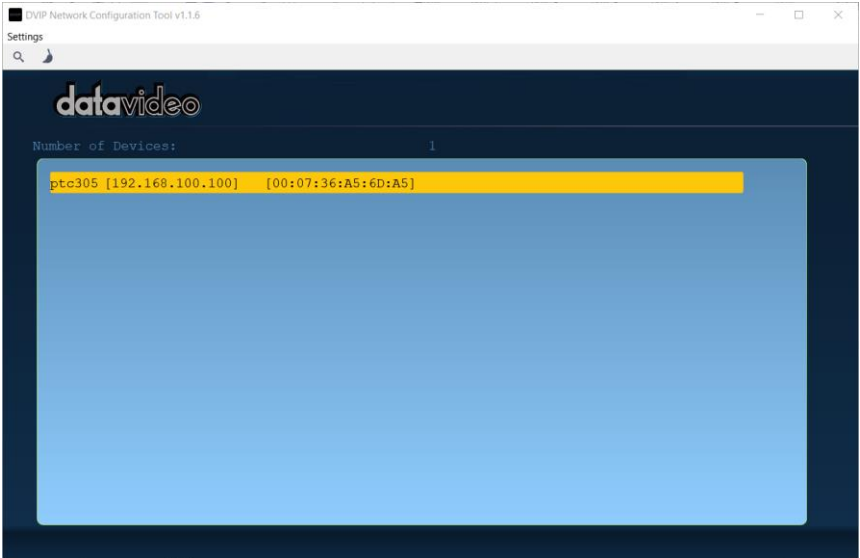 DVIP Network Configuration Tool v1.1.6
Settings
datavideo
Number of Devices: 1
ptc305 [192.168.100.100] [00:07:36:A5:6D:A5]